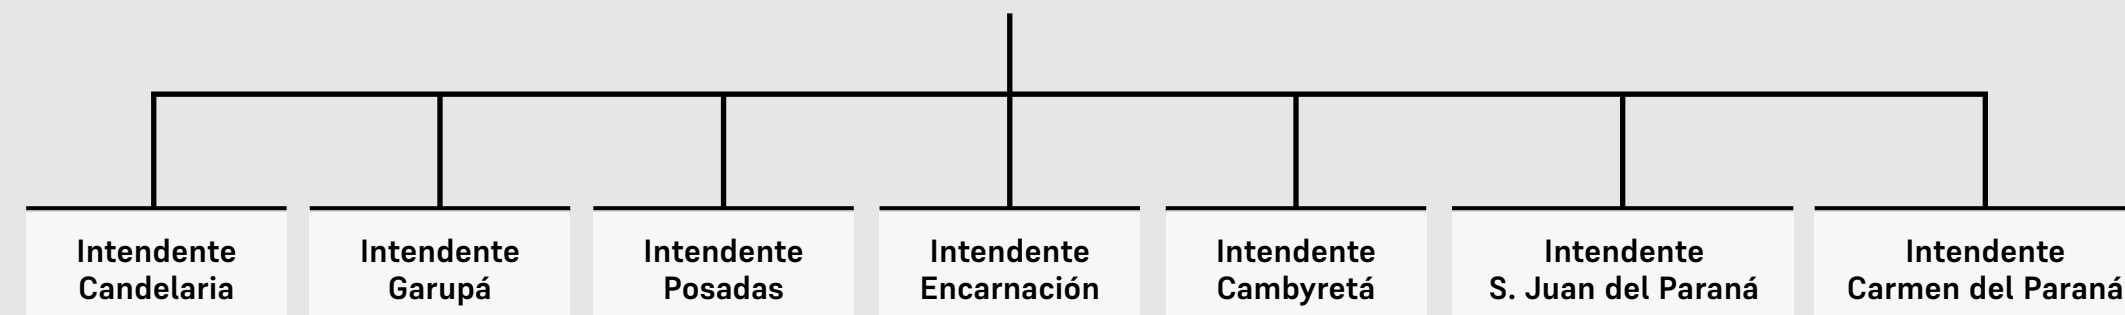 Intendente
Candelaria
Intendente
Garupá
Intendente
Posadas
Intendente
Encarnación
Intendente
Cambyretá
Intendente
S. Juan del Paraná
Intendente
Carmen del Paraná